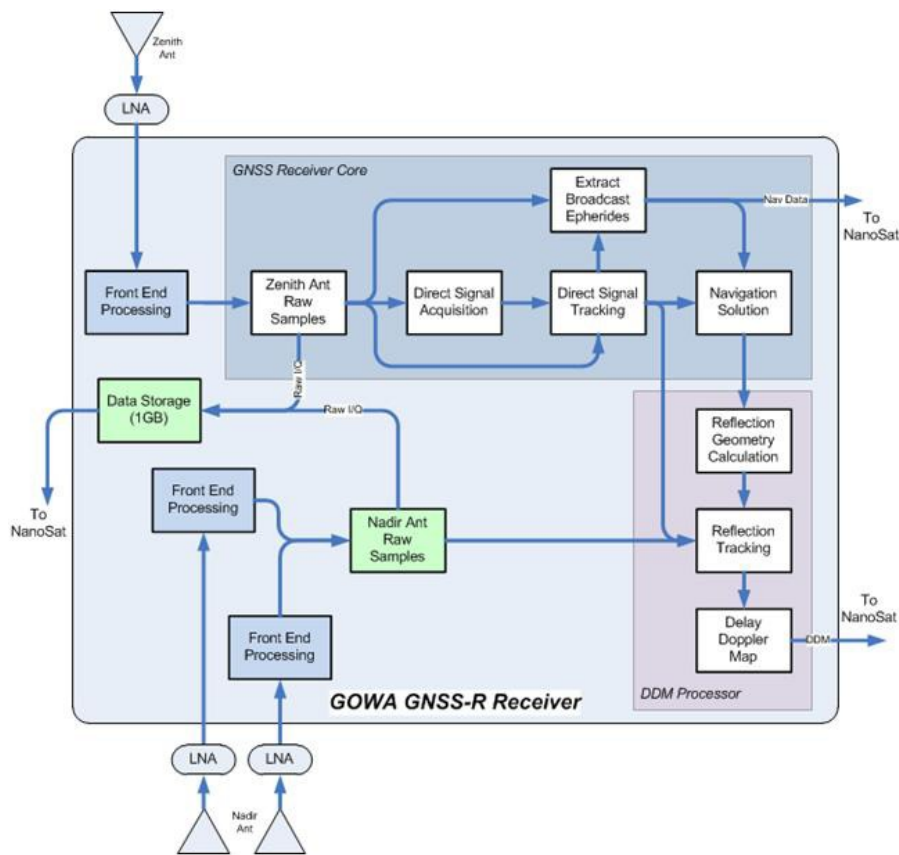 Zenith
Ant
LNA
GNSS Receiver Core
Extract
Broadcast
Epherides
Nav Data
To
NanoSat
Front End
Processing
Zenith Ant
Raw
Samples
Direct Signal
Acquisition
Direct Signal
Tracking
Navigation
Solution
Raw I/Q
Data Storage
(1GB)
Raw I/Q
Reflection
Geometry
Calculation
To
NanoSat
Front End
Processing
Nadir Ant
Raw
Samples
Reflection
Tracking
To
NanoSat
Front End
Processing
Delay
Doppler
Map
DDM
GOWA GNSS-R Receiver
DDM Processor
LNA
LNA
Nadir
Ant